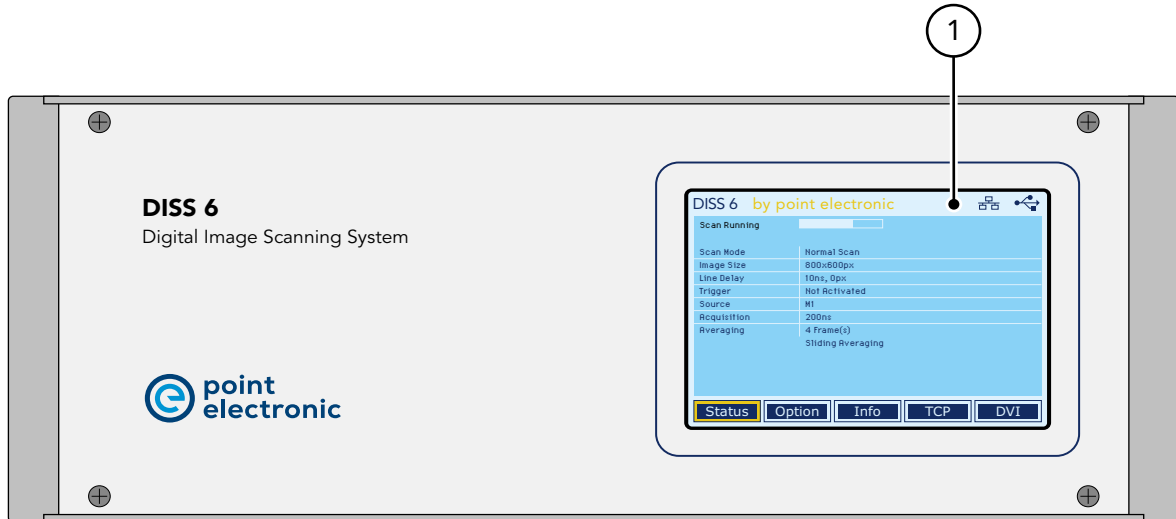 1
DISS 6
Digital Image Scanning System
point
electronic
DISS 6 by point electronic
Scan Running
Scan Mode Normal Scan
Image Size 800x600px
Line Delay 10ns, 0px
Trigger Not Activated
Source M1
Acquisition 200ns
Averaging 4 Frame(s)
Sliding Averaging
Status Option Info TCP DVI